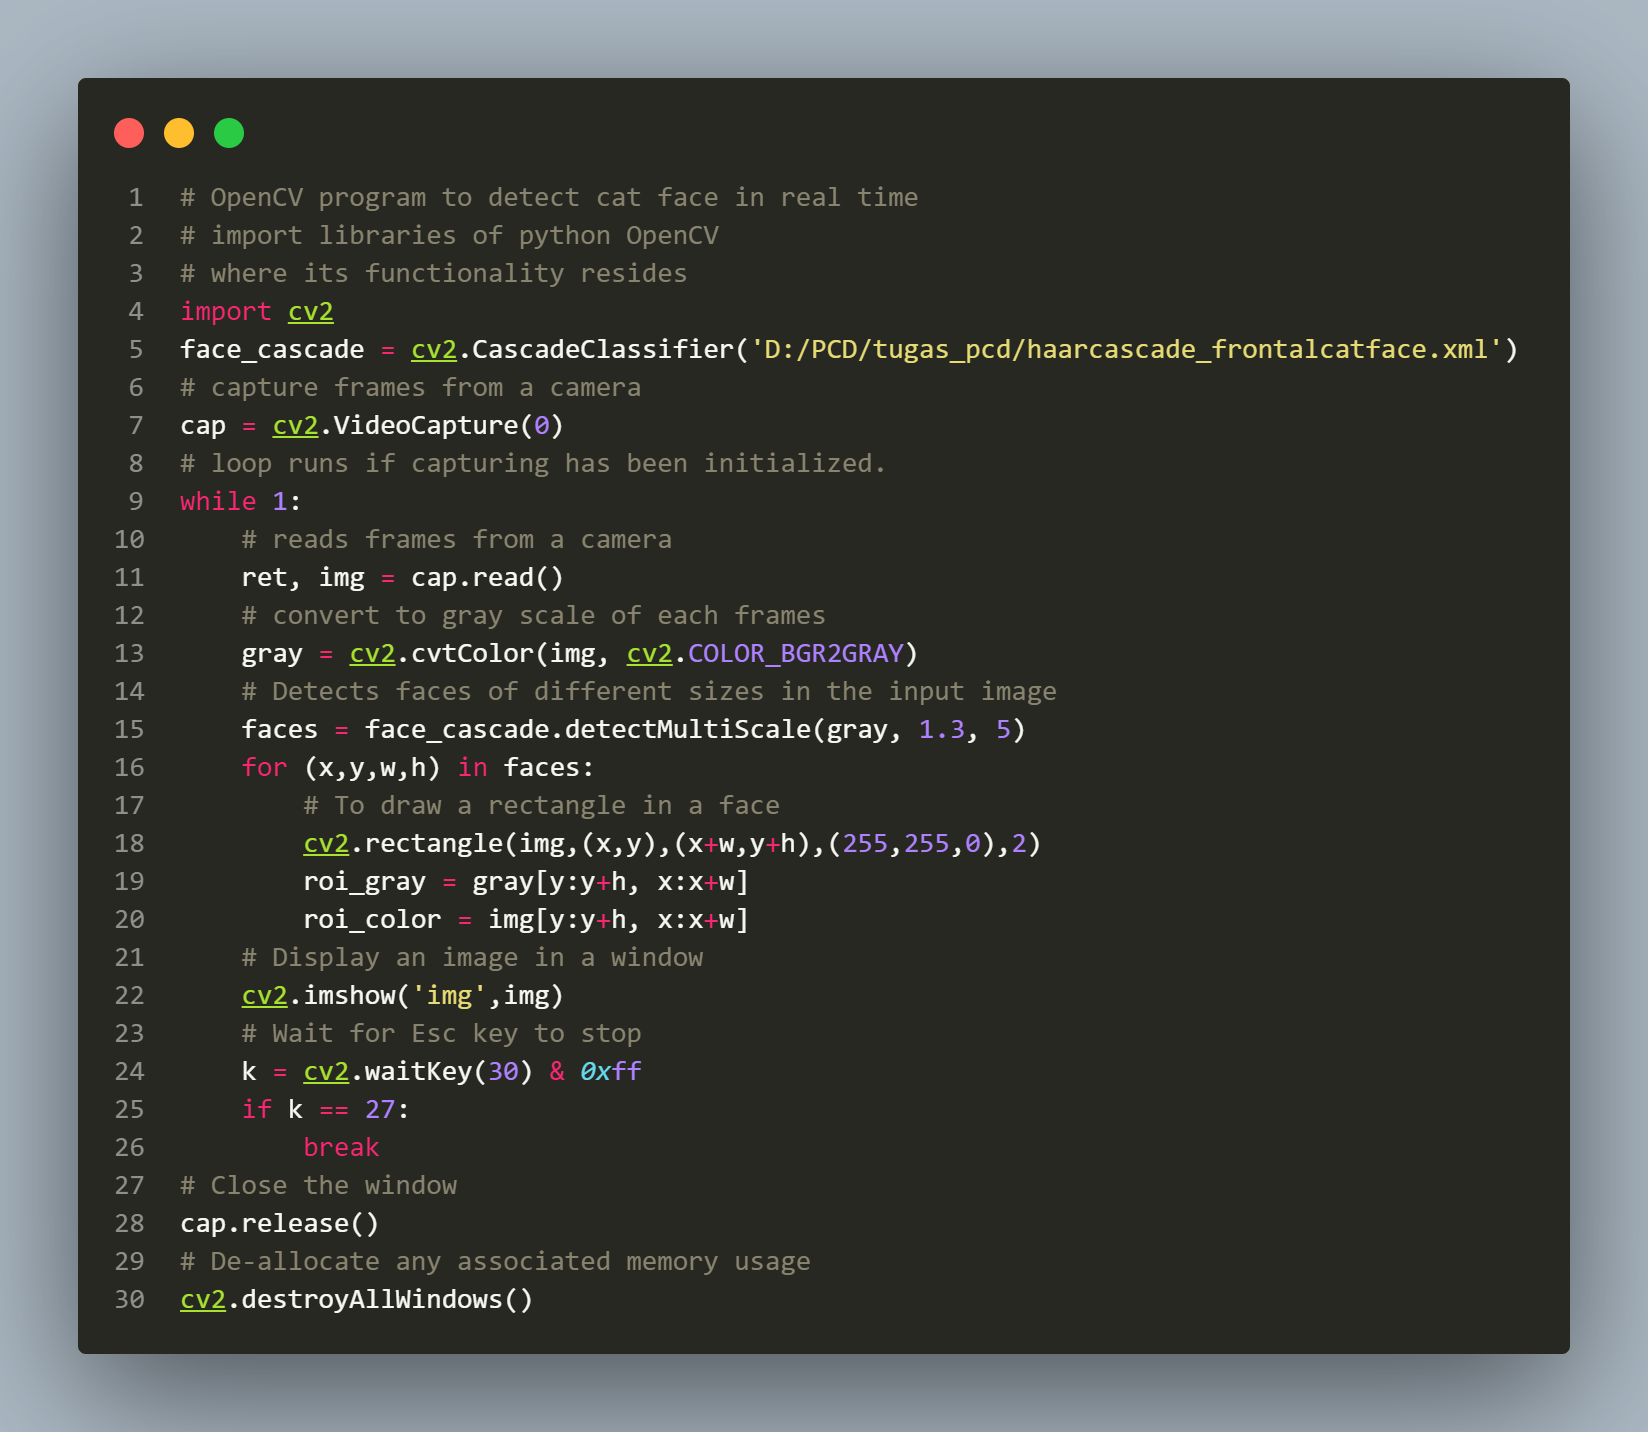 1 # OpenCV program to detect cat face in real time
2 # import libraries of python OpenCV
3 # where its functionality resides
4 import cv2
5 face_cascade = cv2.CascadeClassifier('D:/PCD/tugas_pcd/haarcascade_frontalcatface.xml')
6 # capture frames from a camera
7 cap = cv2.VideoCapture(0)
8 # loop runs if capturing has been initialized.
9 while 1:
10     # reads frames from a camera
11     ret, img = cap.read()
12     # convert to gray scale of each frames
13     gray = cv2.cvtColor(img, cv2.COLOR_BGR2GRAY)
14     # Detects faces of different sizes in the input image
15     faces = face_cascade.detectMultiScale(gray, 1.3, 5)
16     for (x,y,w,h) in faces:
17         # To draw a rectangle in a face
18         cv2.rectangle(img,(x,y),(x+w,y+h),(255,255,0),2)
19         roi_gray = gray[y:y+h, x:x+w]
20         roi_color = img[y:y+h, x:x+w]
21     # Display an image in a window
22     cv2.imshow('img',img)
23     # Wait for Esc key to stop
24     k = cv2.waitKey(30) & 0xff
25     if k == 27:
26         break
27 # Close the window
28 cap.release()
29 # De-allocate any associated memory usage
30 cv2.destroyAllWindows()